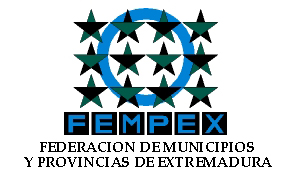 FEMPEX
FEDERACION DE MUNICIPIOS
Y PROVINCIAS DE EXTREMADURA